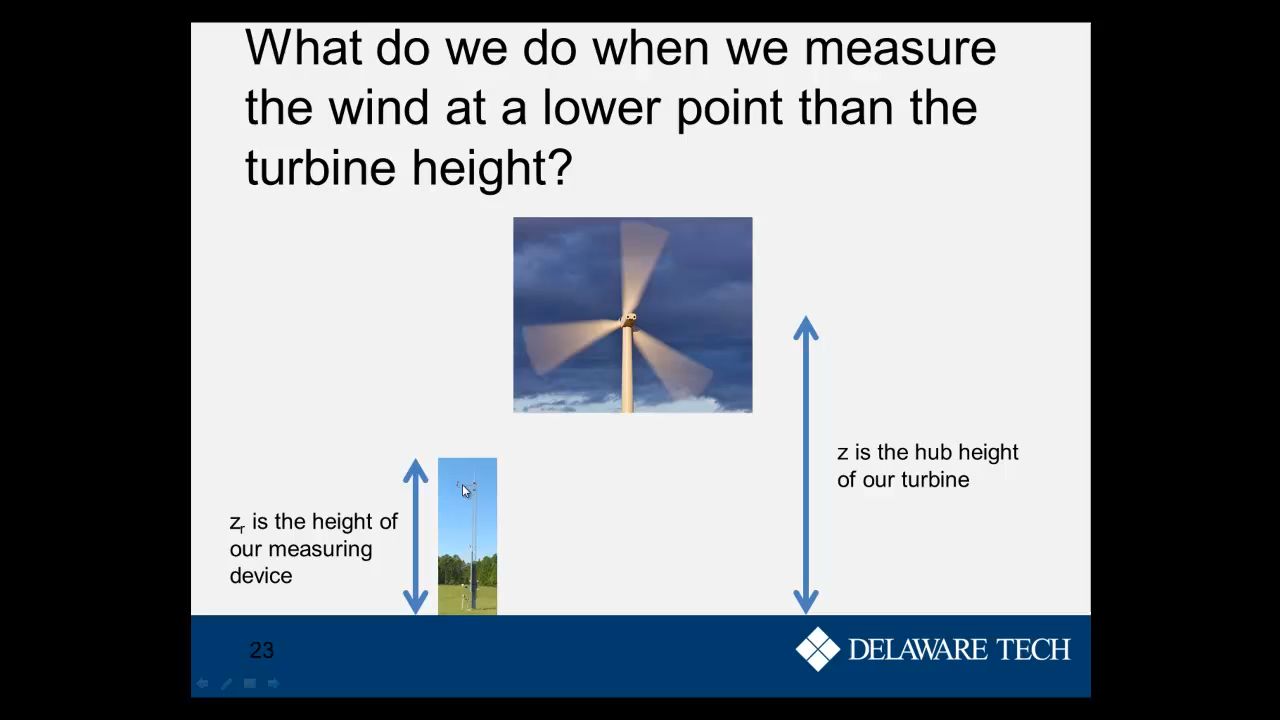 What do we do when we measure
the wind at a lower point than the
turbine height?
z is the hub height
of our turbine
zr is the height of
our measuring
device
23
DELAWARE TECH